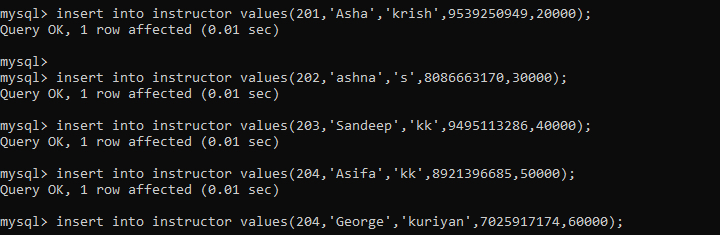 mysql> insert into instructor values(201,'Asha','krish',9539250949,20000);
Query OK, 1 row affected (0.01 sec)
mysql>
mysql> insert into instructor values(202,'ashna','s',8086663170,30000);
Query OK, 1 row affected (0.01 sec)
mysql> insert into instructor values(203,'Sandeep','kk',9495113286,40000);
Query OK, 1 row affected (0.01 sec)
mysql> insert into instructor values(204,'Asifa','kk',8921396685,50000);
Query OK, 1 row affected (0.01 sec)
mysql> insert into instructor values(204,'George','kuriyan',7025917174,60000);